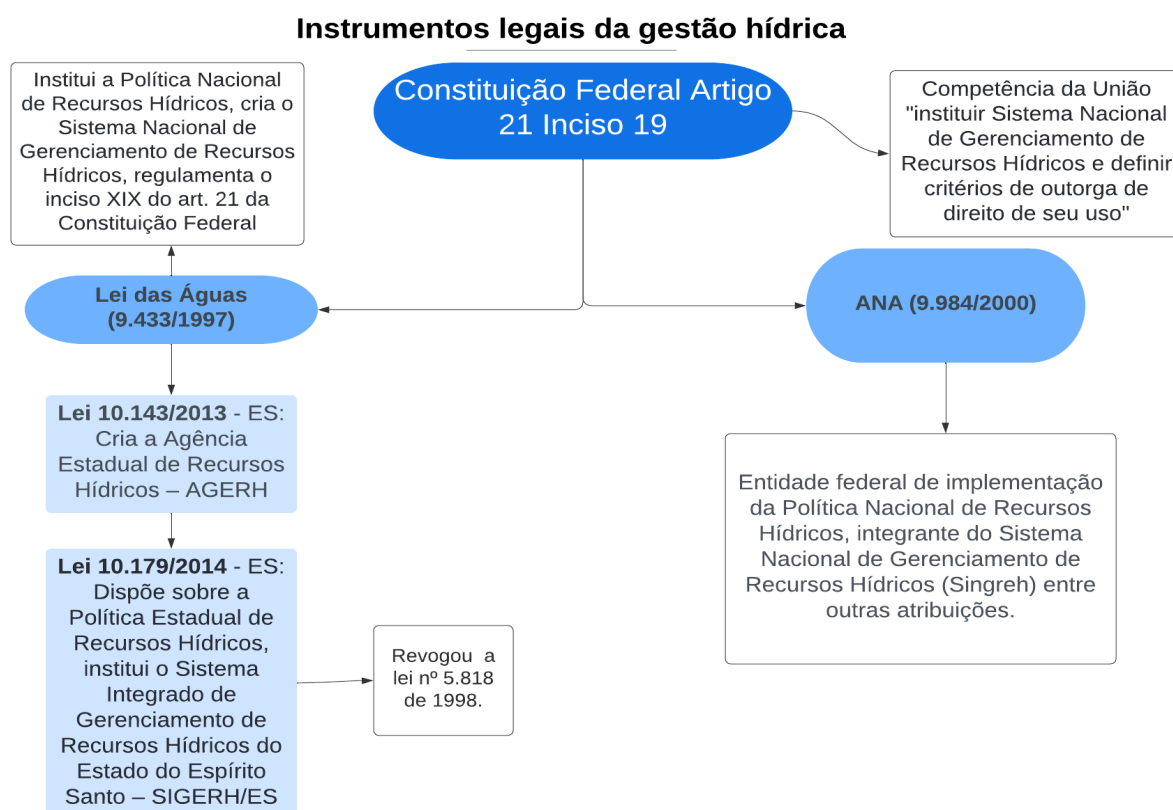 Instrumentos legais da gestão hídrica
Institui a Política Nacional
de Recursos Hídricos, cria o
Sistema Nacional de
Gerenciamento de Recursos
Hídricos, regulamenta o
inciso XIX do art. 21 da
Constituição Federal
Constituição Federal Artigo
21 Inciso 19
Competência da União
"instituir Sistema Nacional
de Gerenciamento de
Recursos Hídricos e definir
critérios de outorga de
direito de seu uso"
Lei das Águas
(9.433/1997)
ANA (9.984/2000)
Lei 10.143/2013 - ES:
Cria a Agência
Estadual de Recursos
Hídricos – AGERH
Entidade federal de implementação
da Política Nacional de Recursos
Hídricos, integrante do Sistema
Nacional de Gerenciamento de
Recursos Hídricos (Singreh) entre
outras atribuições.
Lei 10.179/2014 - ES:
Dispõe sobre a
Política Estadual de
Recursos Hídricos,
institui o Sistema
Integrado de
Gerenciamento de
Recursos Hídricos do
Estado do Espírito
Santo – SIGERH/ES
Revogou a
lei nº 5.818
de 1998.